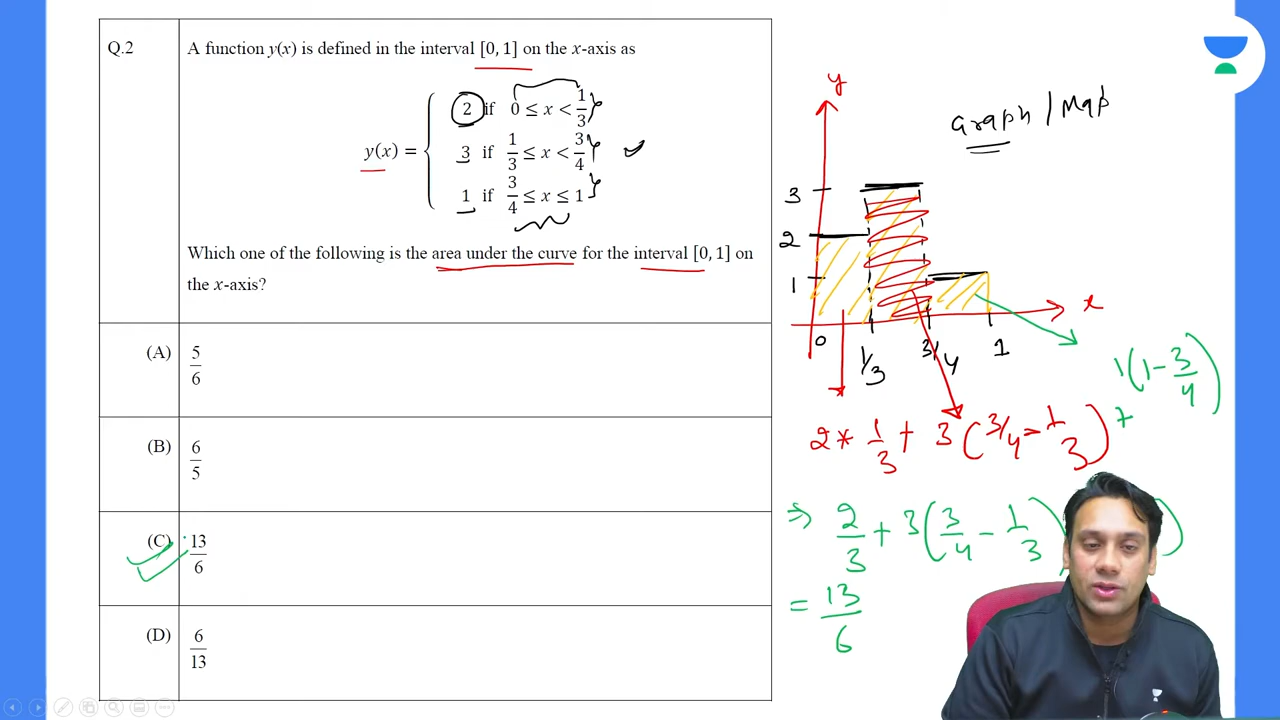 Q.2
A function y(x) is defined in the interval [0, 1] on the x-axis as
y(x) = { 2 if 0 ≤ x < 1/3
3 if 1/3 ≤ x < 3/4
1 if 3/4 ≤ x ≤ 1
Which one of the following is the area under the curve for the interval [0, 1] on
the x-axis?
(A) 5/6
(B) 6/5
(C) 13/6
(D) 6/13
Graph / Map
y
3
2
1
x
0 1/3 3/4 1
1(1 - 3/4)
2 * 1/3 + 3(3/4 - 1/3) +
⇒ 2/3 + 3(3/4 - 1/3)
= 13/6